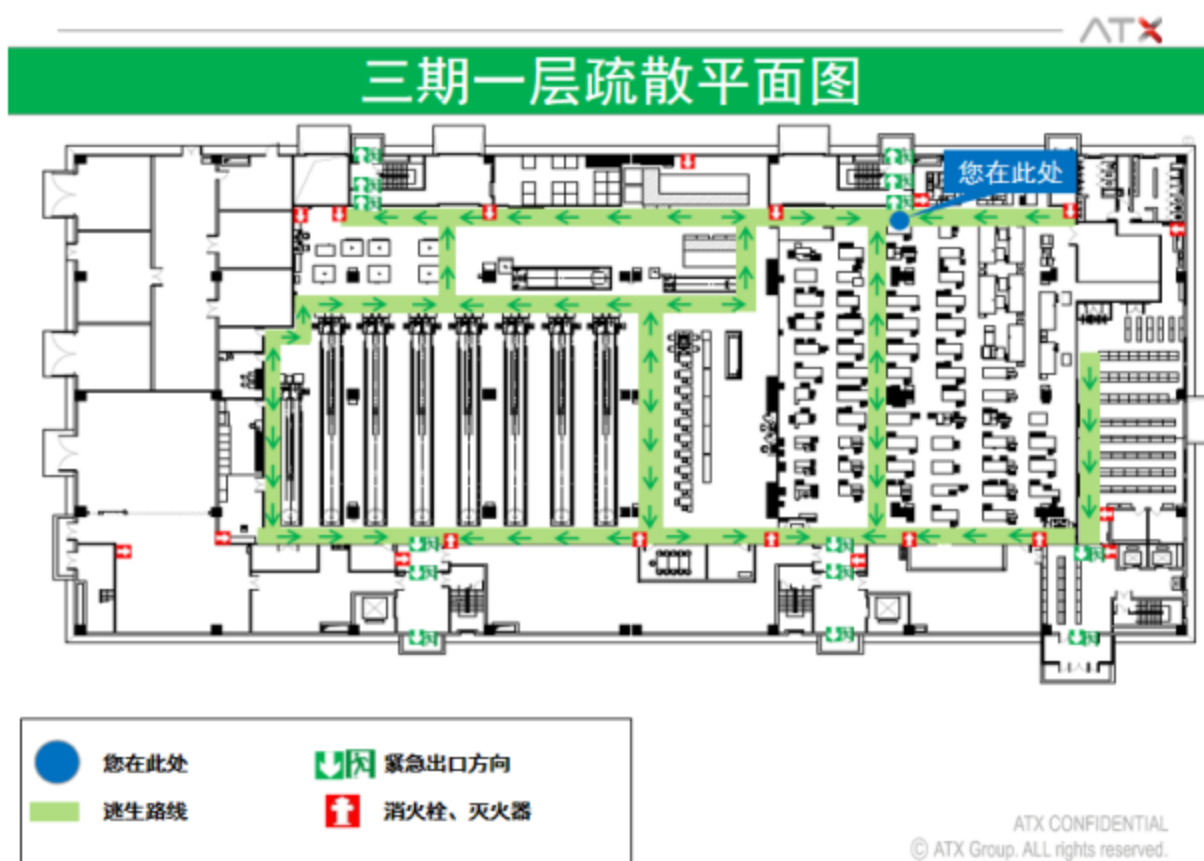 ATX
三期一层疏散平面图
您在此处
您在此处
紧急出口方向
逃生路线
消火栓、灭火器
ATX CONFIDENTIAL
© ATX Group. ALL rights reserved.